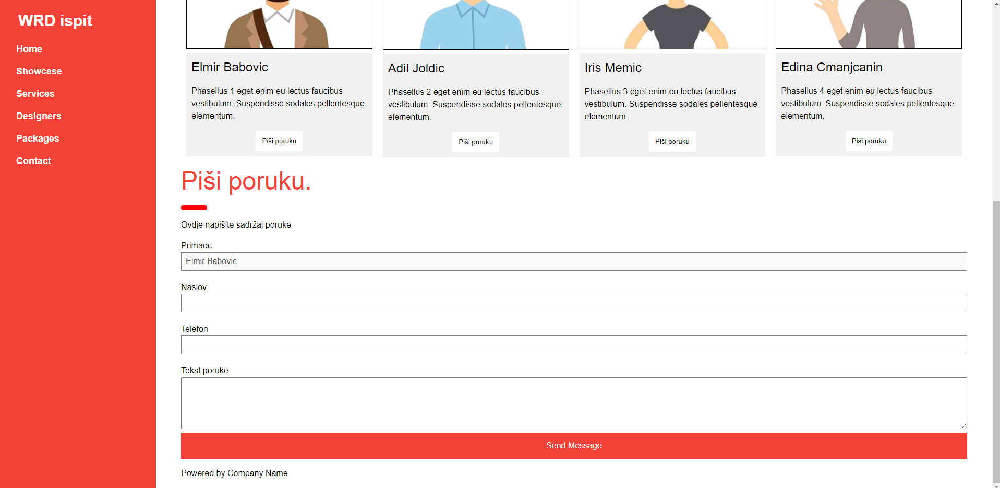 WRD ispit
Home
Showcase
Services
Designers
Packages
Contact
Elmir Babovic
Phasellus 1 eget enim eu lectus faucibus
vestibulum. Suspendisse sodales pellentesque
elementum.
Piši poruku
Adil Joldic
Phasellus 2 eget enim eu lectus faucibus
vestibulum. Suspendisse sodales pellentesque
elementum.
Piši poruku
Iris Memic
Phasellus 3 eget enim eu lectus faucibus
vestibulum. Suspendisse sodales pellentesque
elementum.
Piši poruku
Edina Cmanjcanin
Phasellus 4 eget enim eu lectus faucibus
vestibulum. Suspendisse sodales pellentesque
elementum.
Piši poruku
Piši poruku.
Ovdje napišite sadržaj poruke
Primaoc
Elmir Babovic
Naslov
Telefon
Tekst poruke
Send Message
Powered by Company Name